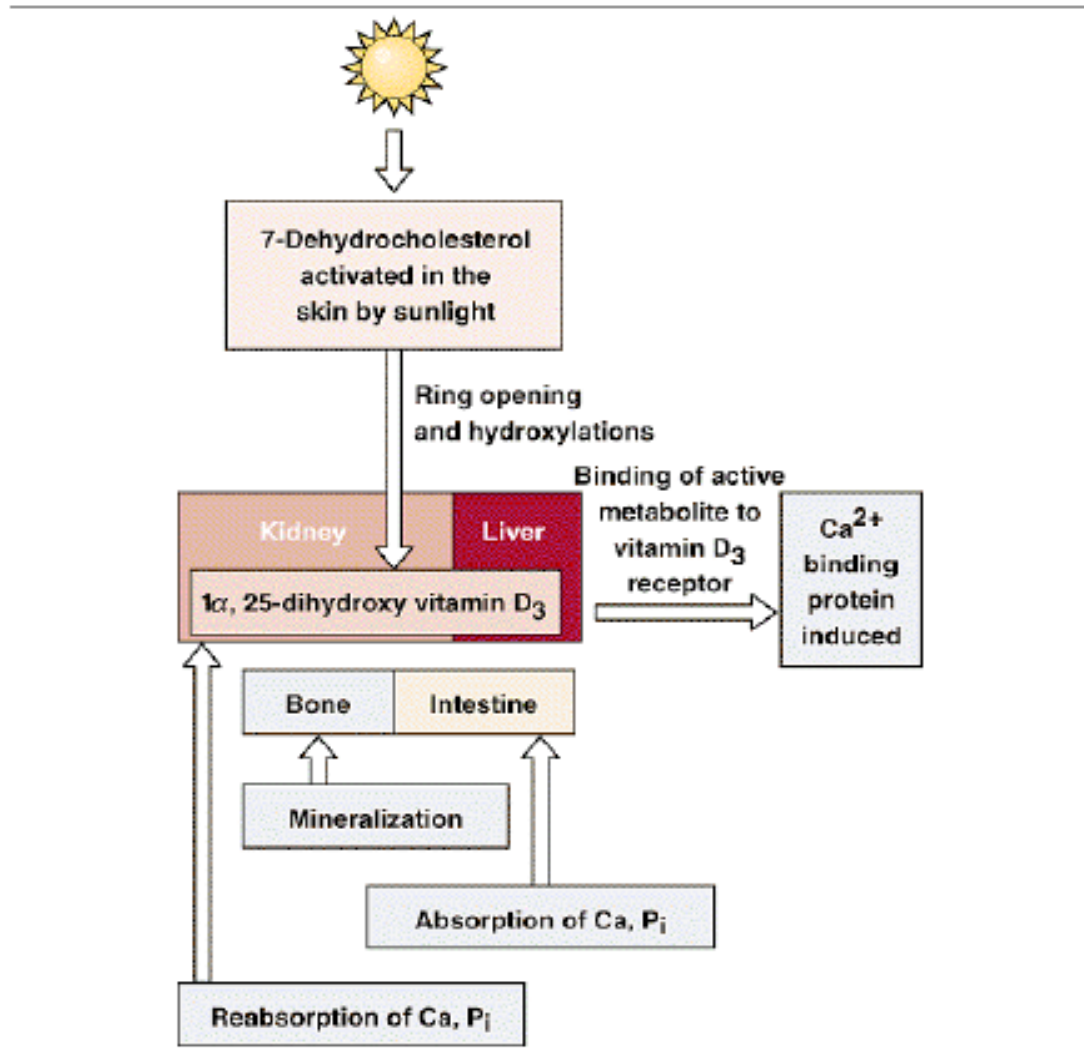 7-Dehydrocholesterol
activated in the
skin by sunlight
Ring opening
and hydroxylations
Kidney
Liver
1α, 25-dihydroxy vitamin D₃
Binding of active
metabolite to
vitamin D₃
receptor
Ca²⁺
binding
protein
induced
Bone
Intestine
Mineralization
Absorption of Ca, Pᵢ
Reabsorption of Ca, Pᵢ